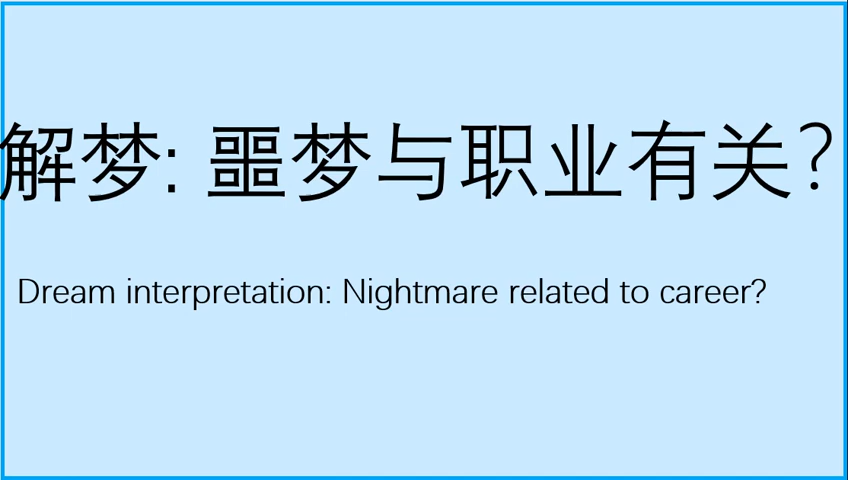 解梦: 噩梦与职业有关?
Dream interpretation: Nightmare related to career?